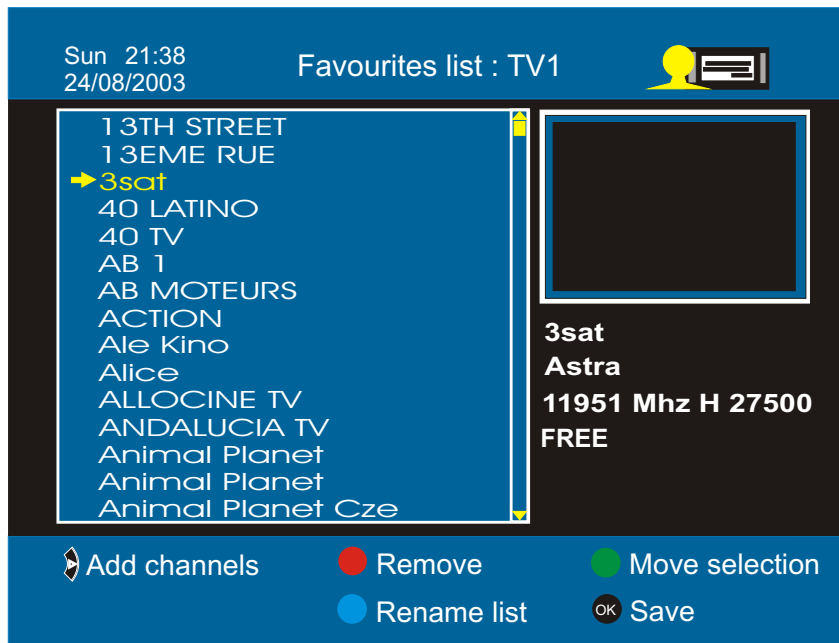 Sun 21:38
24/08/2003
Favourites list : TV1
13TH STREET
13EME RUE
3sat
40 LATINO
40 TV
AB 1
AB MOTEURS
ACTION
Ale Kino
Alice
ALLOCINE TV
ANDALUCIA TV
Animal Planet
Animal Planet
Animal Planet Cze
3sat
Astra
11951 Mhz H 27500
FREE
Add channels
Remove
Move selection
Rename list
OK Save